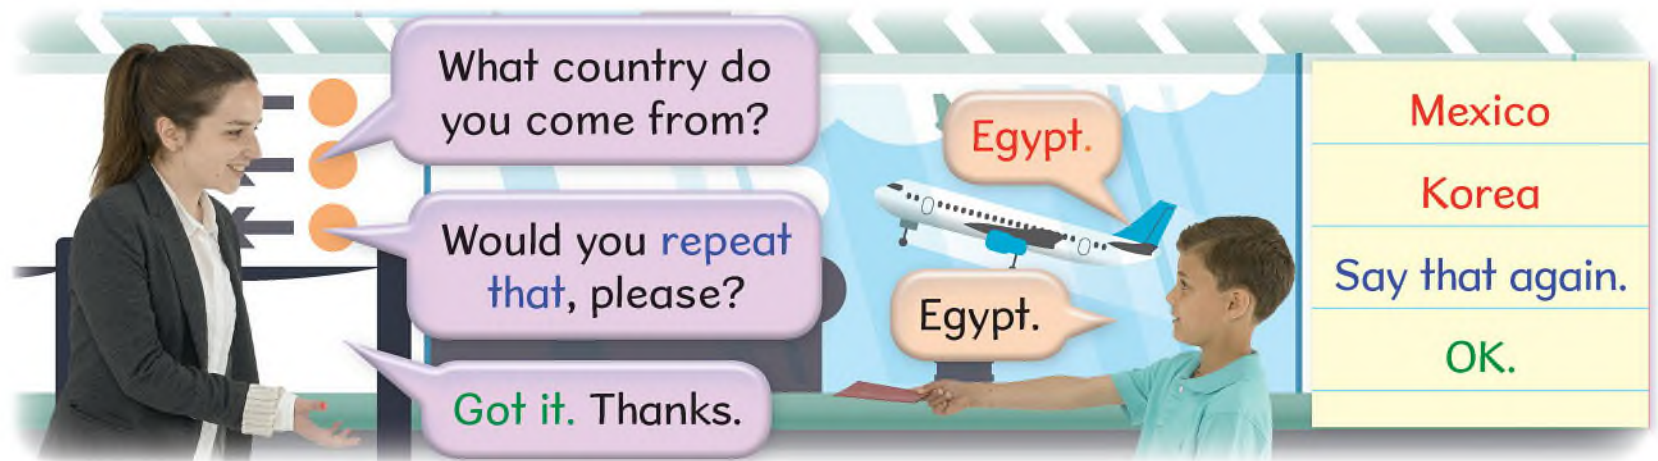 What country do
you come from?
Egypt.
Would you repeat
that, please?
Egypt.
Got it. Thanks.
Mexico
Korea
Say that again.
OK.